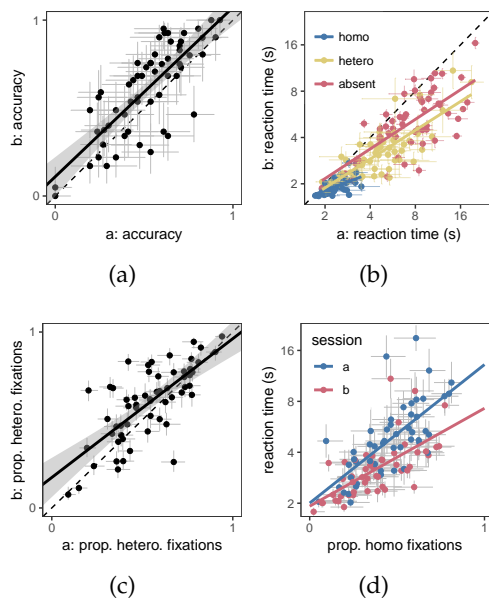 1
0
b: accuracy
0
1
a: accuracy
(a)
16
8
4
2
b: reaction time (s)
homo
hetero
absent
2
4
8
16
a: reaction time (s)
(b)
1
0
b: prop. hetero. fixations
0
1
a: prop. hetero. fixations
(c)
session
a
b
16
8
4
2
reaction time (s)
0
1
prop. homo fixations
(d)